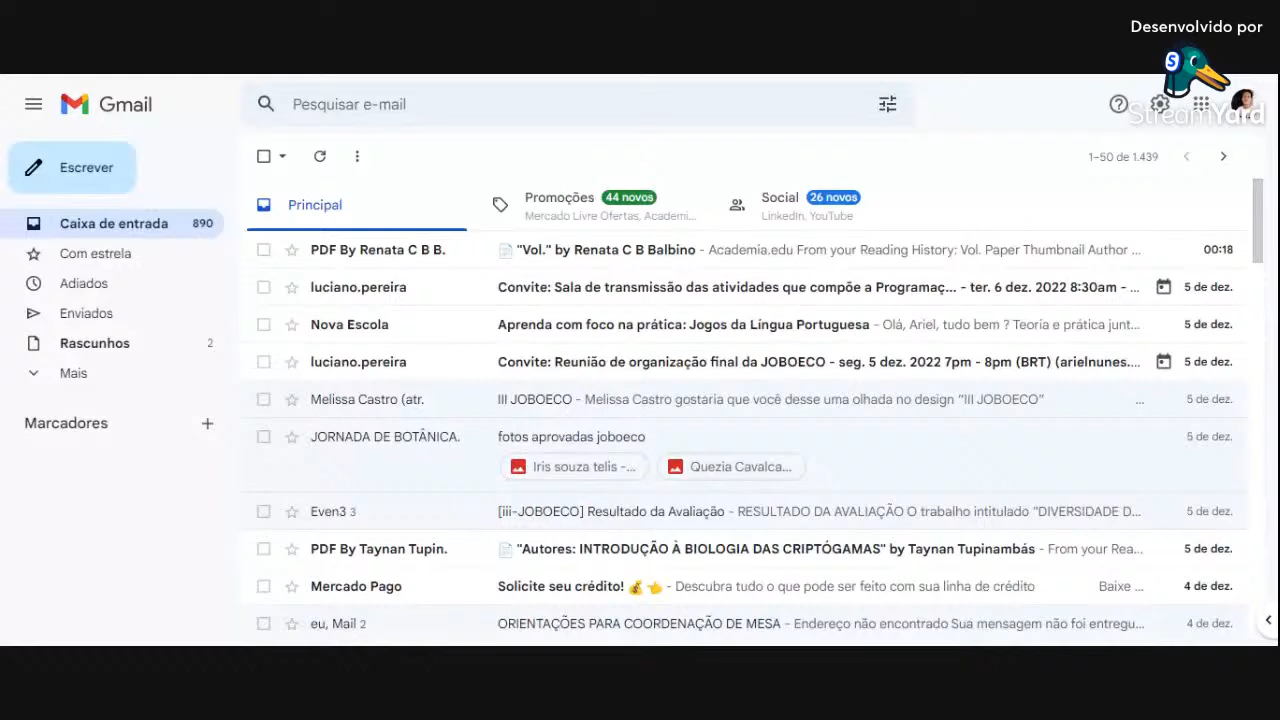 Desenvolvido por
StreamYard
Gmail
Pesquisar e-mail
Escrever
1–50 de 1.439
Caixa de entrada 890
Com estrela
Adiados
Enviados
Rascunhos 2
Mais
Marcadores
Principal
Promoções 44 novos
Mercado Livre Ofertas, Academi...
Social 26 novos
LinkedIn, YouTube
PDF By Renata C B B. "Vol." by Renata C B Balbino - Academia.edu From your Reading History: Vol. Paper Thumbnail Author ... 00:18
luciano.pereira Convite: Sala de transmissão das atividades que compõe a Programaç... - ter. 6 dez. 2022 8:30am - ... 5 de dez.
Nova Escola Aprenda com foco na prática: Jogos da Língua Portuguesa - Olá, Ariel, tudo bem ? Teoria e prática junt... 5 de dez.
luciano.pereira Convite: Reunião de organização final da JOBOECO - seg. 5 dez. 2022 7pm - 8pm (BRT) (arielnunes.... 5 de dez.
Melissa Castro (atr. III JOBOECO - Melissa Castro gostaria que você desse uma olhada no design "III JOBOECO" ... 5 de dez.
JORNADA DE BOTÂNICA. fotos aprovadas joboeco 5 de dez.
Iris souza telis -... Quezia Cavalca...
Even3 3 [iii-JOBOECO] Resultado da Avaliação - RESULTADO DA AVALIAÇÃO O trabalho intitulado "DIVERSIDADE D... 5 de dez.
PDF By Taynan Tupin. "Autores: INTRODUÇÃO À BIOLOGIA DAS CRIPTÓGAMAS" by Taynan Tupinambás - From your Rea... 5 de dez.
Mercado Pago Solicite seu crédito! 💰 👈 - Descubra tudo o que pode ser feito com sua linha de crédito Baixe ... 4 de dez.
eu, Mail 2 ORIENTAÇÕES PARA COORDENAÇÃO DE MESA - Endereço não encontrado Sua mensagem não foi entregu... 4 de dez.